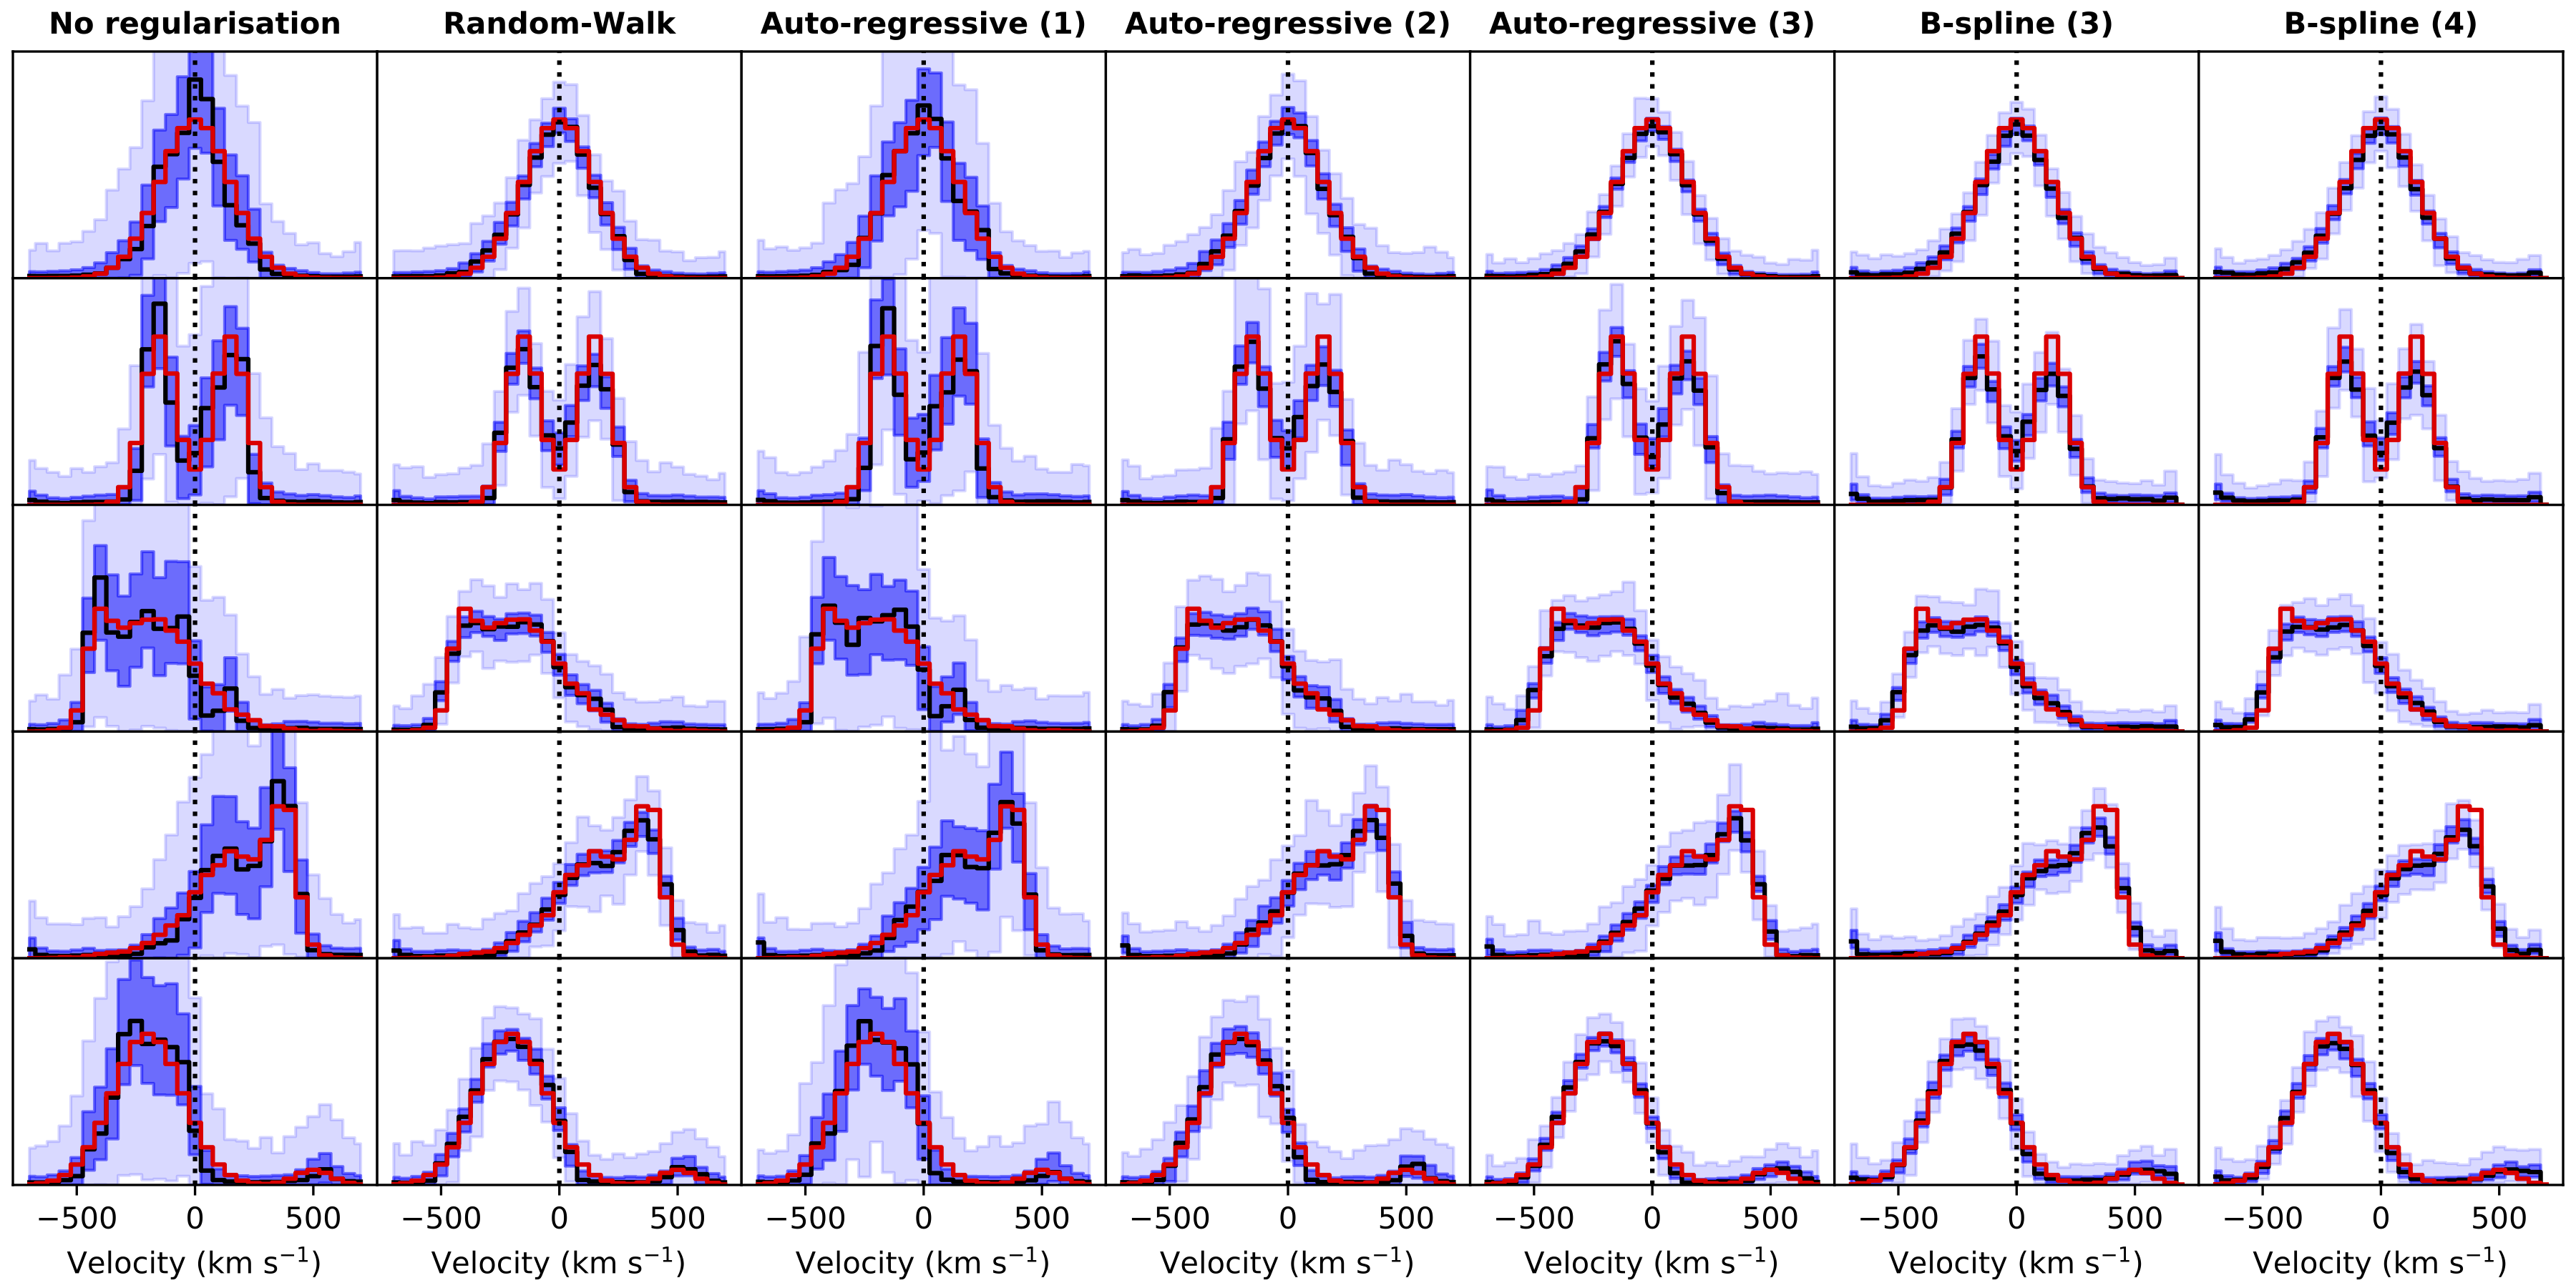 No regularisation Random-Walk Auto-regressive (1) Auto-regressive (2) Auto-regressive (3) B-spline (3) B-spline (4)
−500 0 500 −500 0 500 −500 0 500 −500 0 500 −500 0 500 −500 0 500 −500 0 500
Velocity (km s⁻¹) Velocity (km s⁻¹) Velocity (km s⁻¹) Velocity (km s⁻¹) Velocity (km s⁻¹) Velocity (km s⁻¹) Velocity (km s⁻¹)